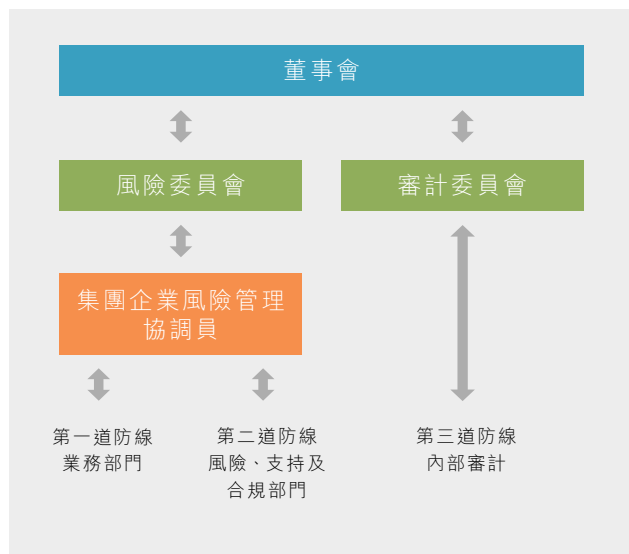 董事會
風險委員會
審計委員會
集團企業風險管理
協調員
第一道防線
業務部門
第二道防線
風險、支持及
合規部門
第三道防線
內部審計